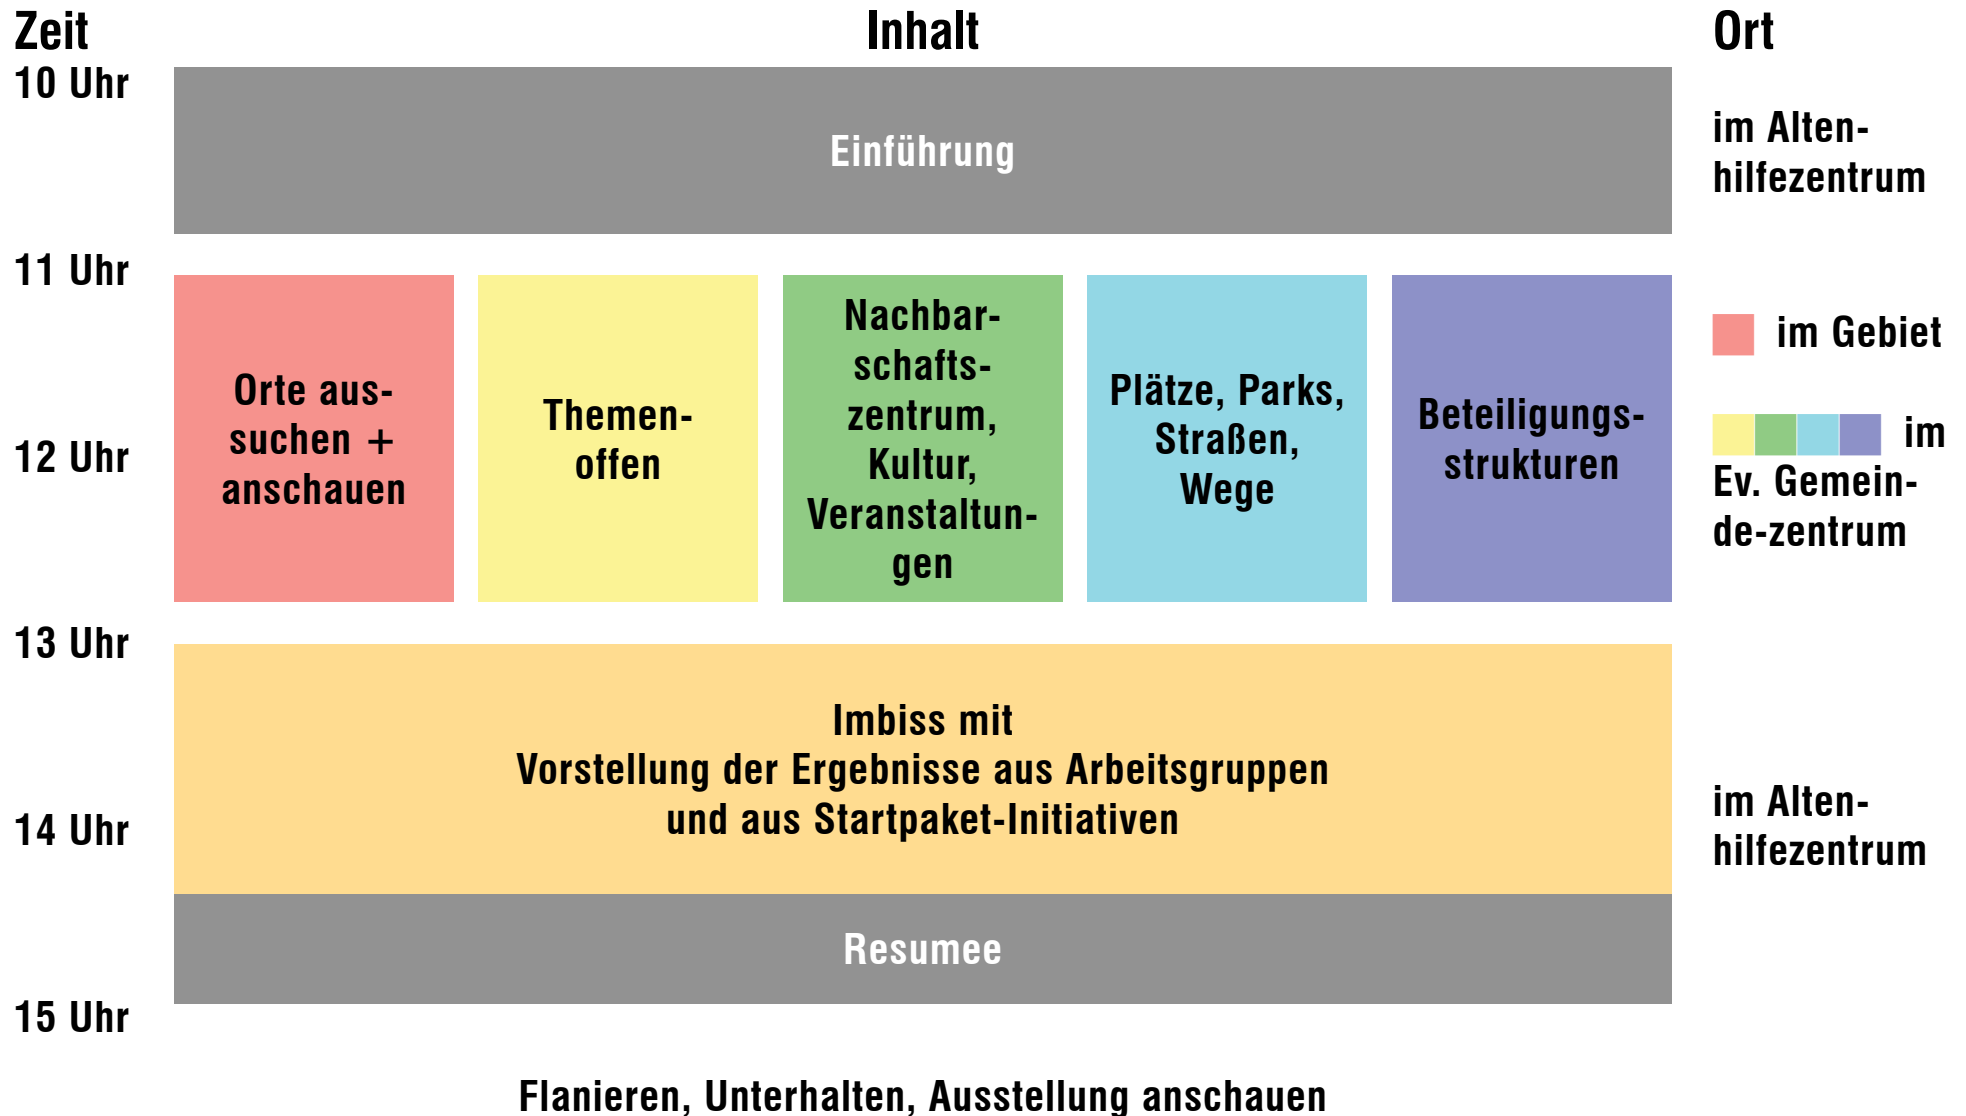 Zeit
Inhalt
Ort
10 Uhr
Einführung
im Alten-
hilfezentrum
11 Uhr
12 Uhr
Orte aus-
suchen +
anschauen
Themen-
offen
Nachbar-
schafts-
zentrum,
Kultur,
Veranstaltun-
gen
Plätze, Parks,
Straßen,
Wege
Beteiligungs-
strukturen
im Gebiet
im
Ev. Gemein-
de-zentrum
13 Uhr
14 Uhr
Imbiss mit
Vorstellung der Ergebnisse aus Arbeitsgruppen
und aus Startpaket-Initiativen
im Alten-
hilfezentrum
Resumee
15 Uhr
Flanieren, Unterhalten, Ausstellung anschauen